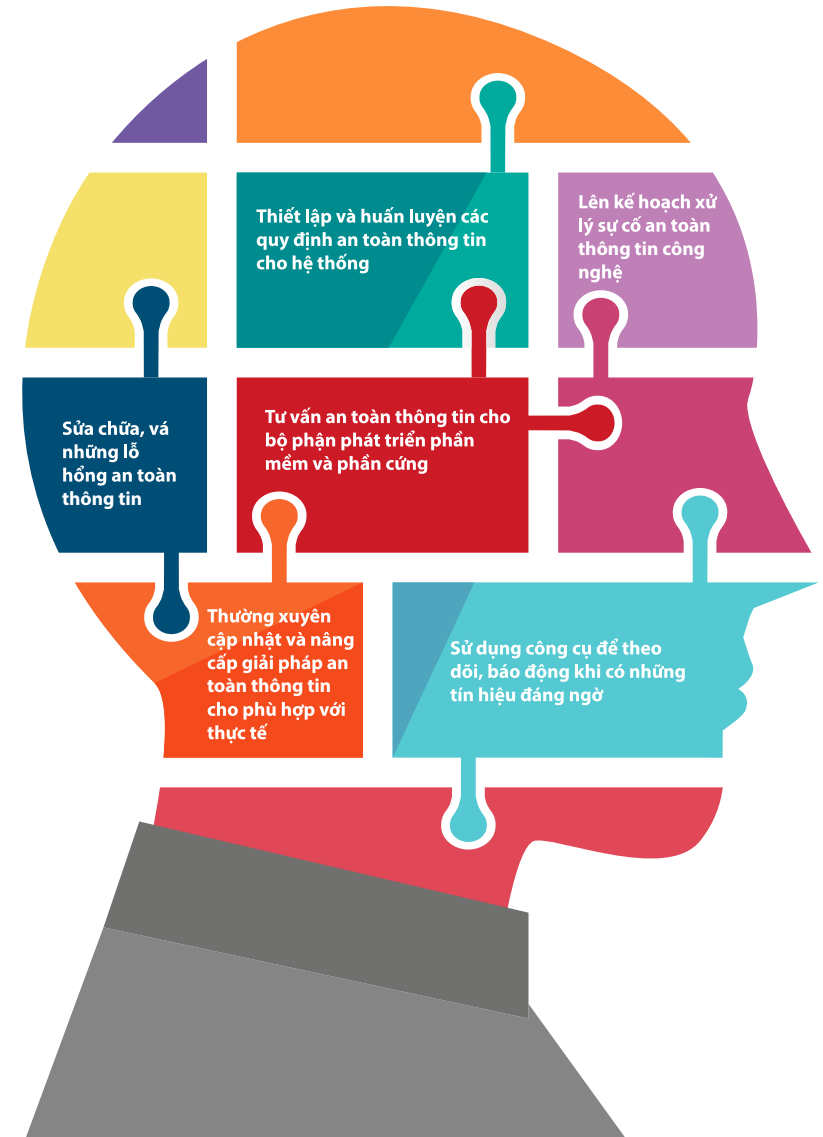 Thiết lập và huấn luyện các
quy định an toàn thông tin
cho hệ thống
Lên kế hoạch xử
lý sự cố an toàn
thông tin công
nghệ
Sửa chữa, vá
những lỗ
hổng an toàn
thông tin
Tư vấn an toàn thông tin cho
bộ phận phát triển phần
mềm và phần cứng
Thường xuyên
cập nhật và nâng
cấp giải pháp an
toàn thông tin
cho phù hợp với
thực tế
Sử dụng công cụ để theo
dõi, báo động khi có những
tín hiệu đáng ngờ